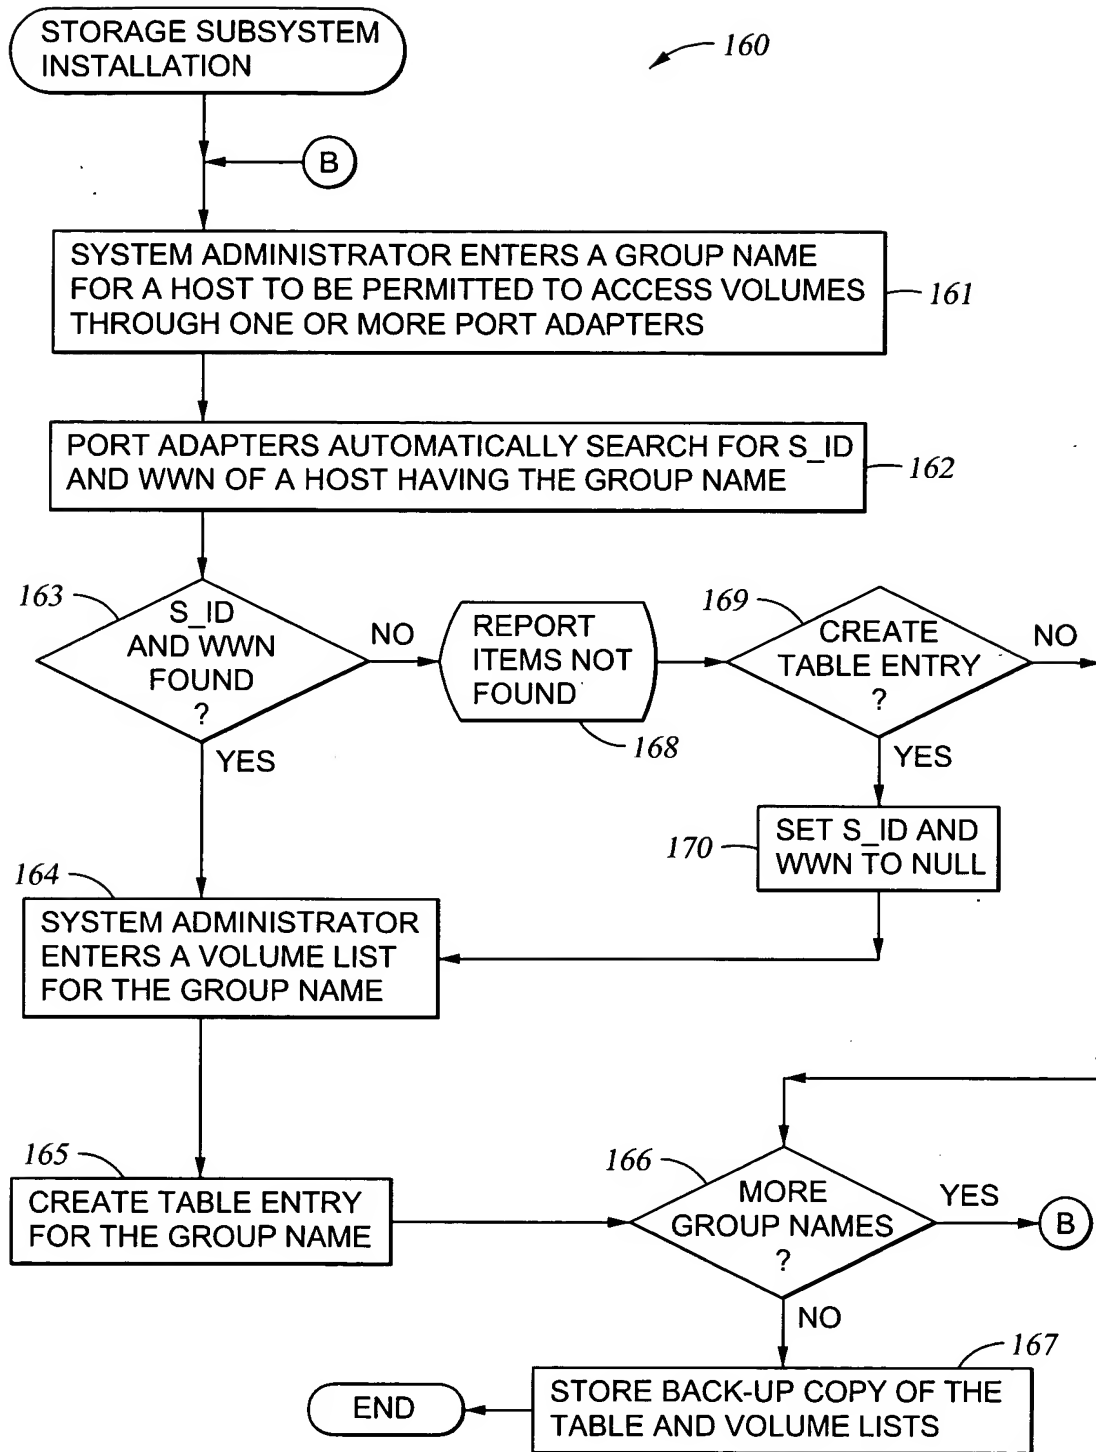 STORAGE SUBSYSTEM
INSTALLATION
160
B
SYSTEM ADMINISTRATOR ENTERS A GROUP NAME
FOR A HOST TO BE PERMITTED TO ACCESS VOLUMES
THROUGH ONE OR MORE PORT ADAPTERS
161
PORT ADAPTERS AUTOMATICALLY SEARCH FOR S_ID
AND WWN OF A HOST HAVING THE GROUP NAME
162
163
S_ID
AND WWN
FOUND
?
NO
YES
REPORT
ITEMS NOT
FOUND
168
169
CREATE
TABLE ENTRY
?
NO
YES
170
SET S_ID AND
WWN TO NULL
164
SYSTEM ADMINISTRATOR
ENTERS A VOLUME LIST
FOR THE GROUP NAME
165
CREATE TABLE ENTRY
FOR THE GROUP NAME
166
MORE
GROUP NAMES
?
YES
B
NO
167
STORE BACK-UP COPY OF THE
TABLE AND VOLUME LISTS
END